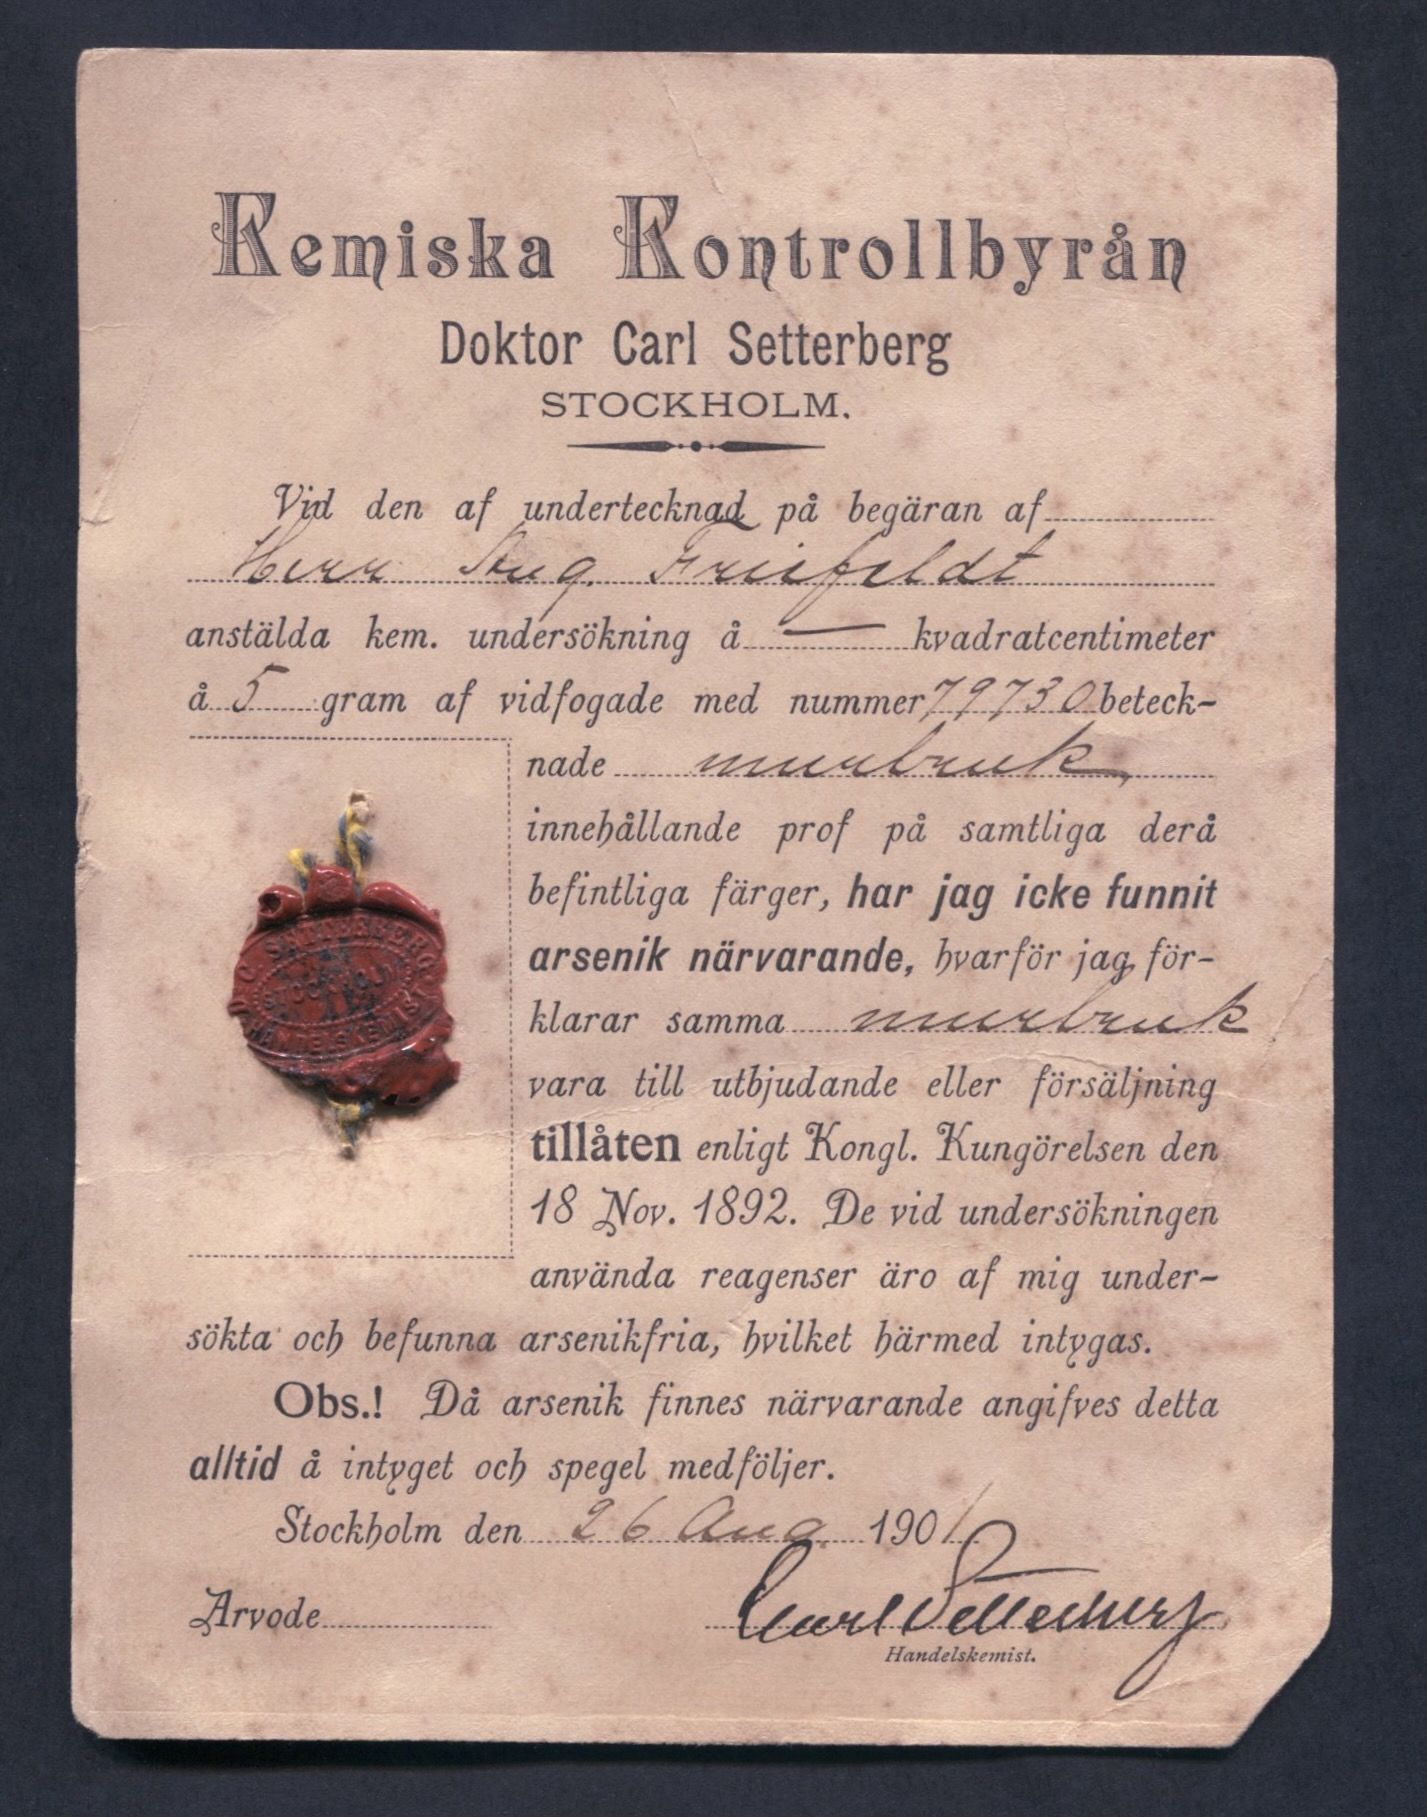 Kemiska Kontrollbyrån
Doktor Carl Setterberg
STOCKHOLM.
Vid den af undertecknad på begäran af
Herr Aug. Freifeldt
anstälda kem. undersökning å — kvadratcentimeter
å 5 gram af vidfogade med nummer 79730 beteck-
nade murbruk,
innehållande prof på samtliga derå
befintliga färger, har jag icke funnit
arsenik närvarande, hvarför jag för-
klarar samma murbruk
vara till utbjudande eller försäljning
tillåten enligt Kongl. Kungörelsen den
18 Nov. 1892. De vid undersökningen
använda reagenser äro af mig under-
sökta och befunna arsenikfria, hvilket härmed intygas.
Obs.! Då arsenik finnes närvarande angifves detta
alltid å intyget och spegel medföljer.
Stockholm den 26 Aug. 1901
Arvode
Carl Setterberg
Handelskemist.
C. SETTERBERG
STOCKHOLM
HANDELSKEMIST